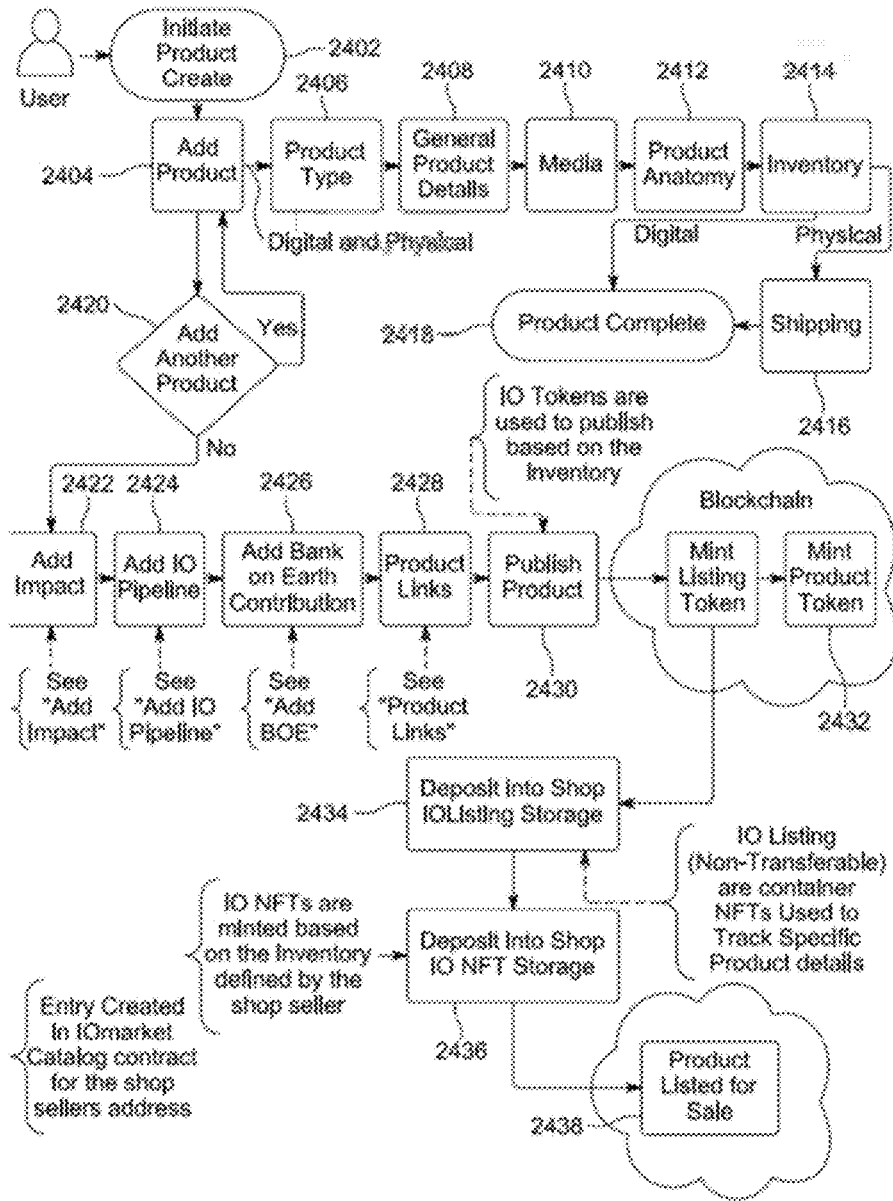 Initiate
Product
Create
2402
User
2404
Add
Product
2406
Product
Type
2408
General
Product
Details
2410
Media
2412
Product
Anatomy
2414
Inventory
Digital and Physical
Digital
Physical
2420
Add
Another
Product
Yes
No
2418
Product Complete
Shipping
2416
IO Tokens are
used to publish
based on the
Inventory
2422
Add
Impact
2424
Add IO
Pipeline
2426
Add Bank
on Earth
Contribution
2428
Product
Links
Publish
Product
2430
Blockchain
Mint
Listing
Token
Mint
Product
Token
2432
See
"Add
Impact"
See
"Add IO
Pipeline"
See
"Add
BOE"
See
"Product
Links"
2434
Deposit into Shop
IOListing Storage
IO Listing
(Non-Transferable)
are container
NFTs Used to
Track Specific
Product details
IO NFTs are
minted based
on the Inventory
defined by the
shop seller
Deposit into Shop
IO NFT Storage
2436
Entry Created
In IOmarket
Catalog contract
for the shop
sellers address
Product
Listed for
Sale
2438